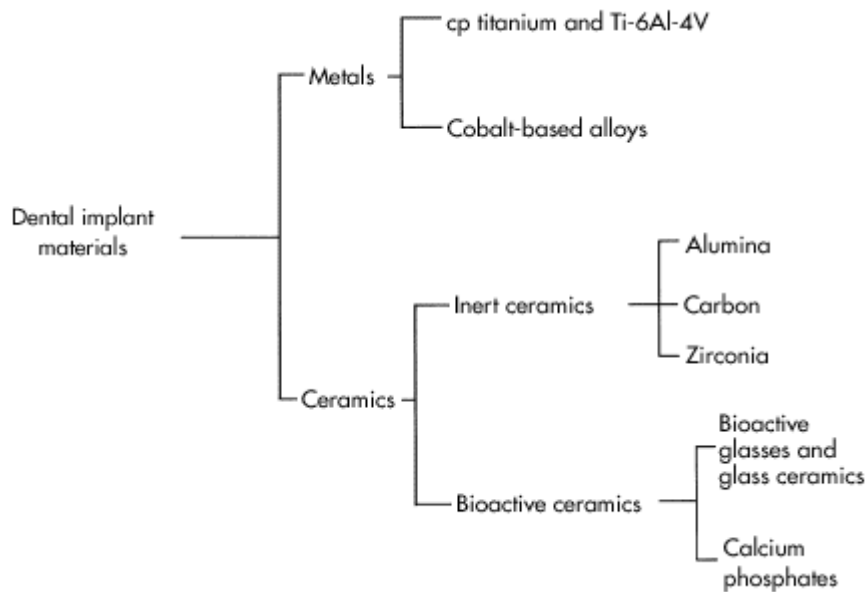 cp titanium and Ti-6Al-4V
Metals
Cobalt-based alloys
Dental implant
materials
Alumina
Inert ceramics
Carbon
Zirconia
Ceramics
Bioactive
glasses and
glass ceramics
Bioactive ceramics
Calcium
phosphates